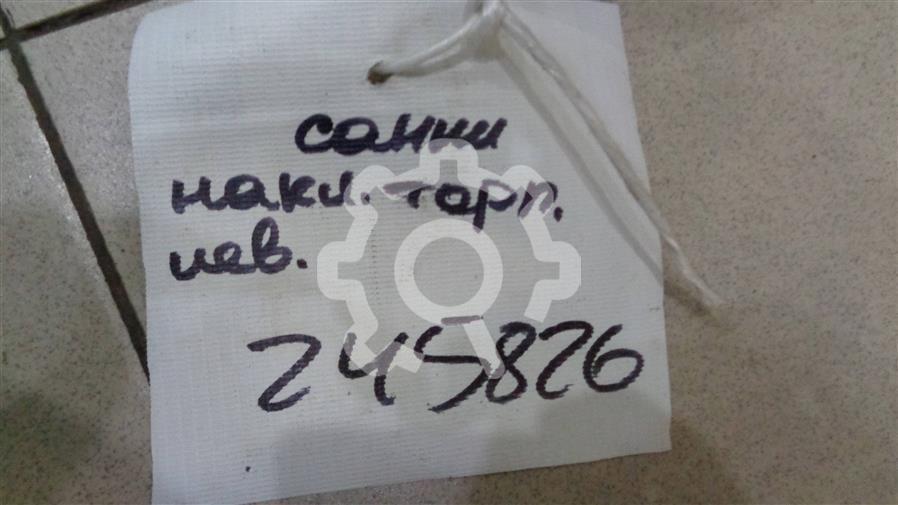 санни
накл. торп.
лев.
245826